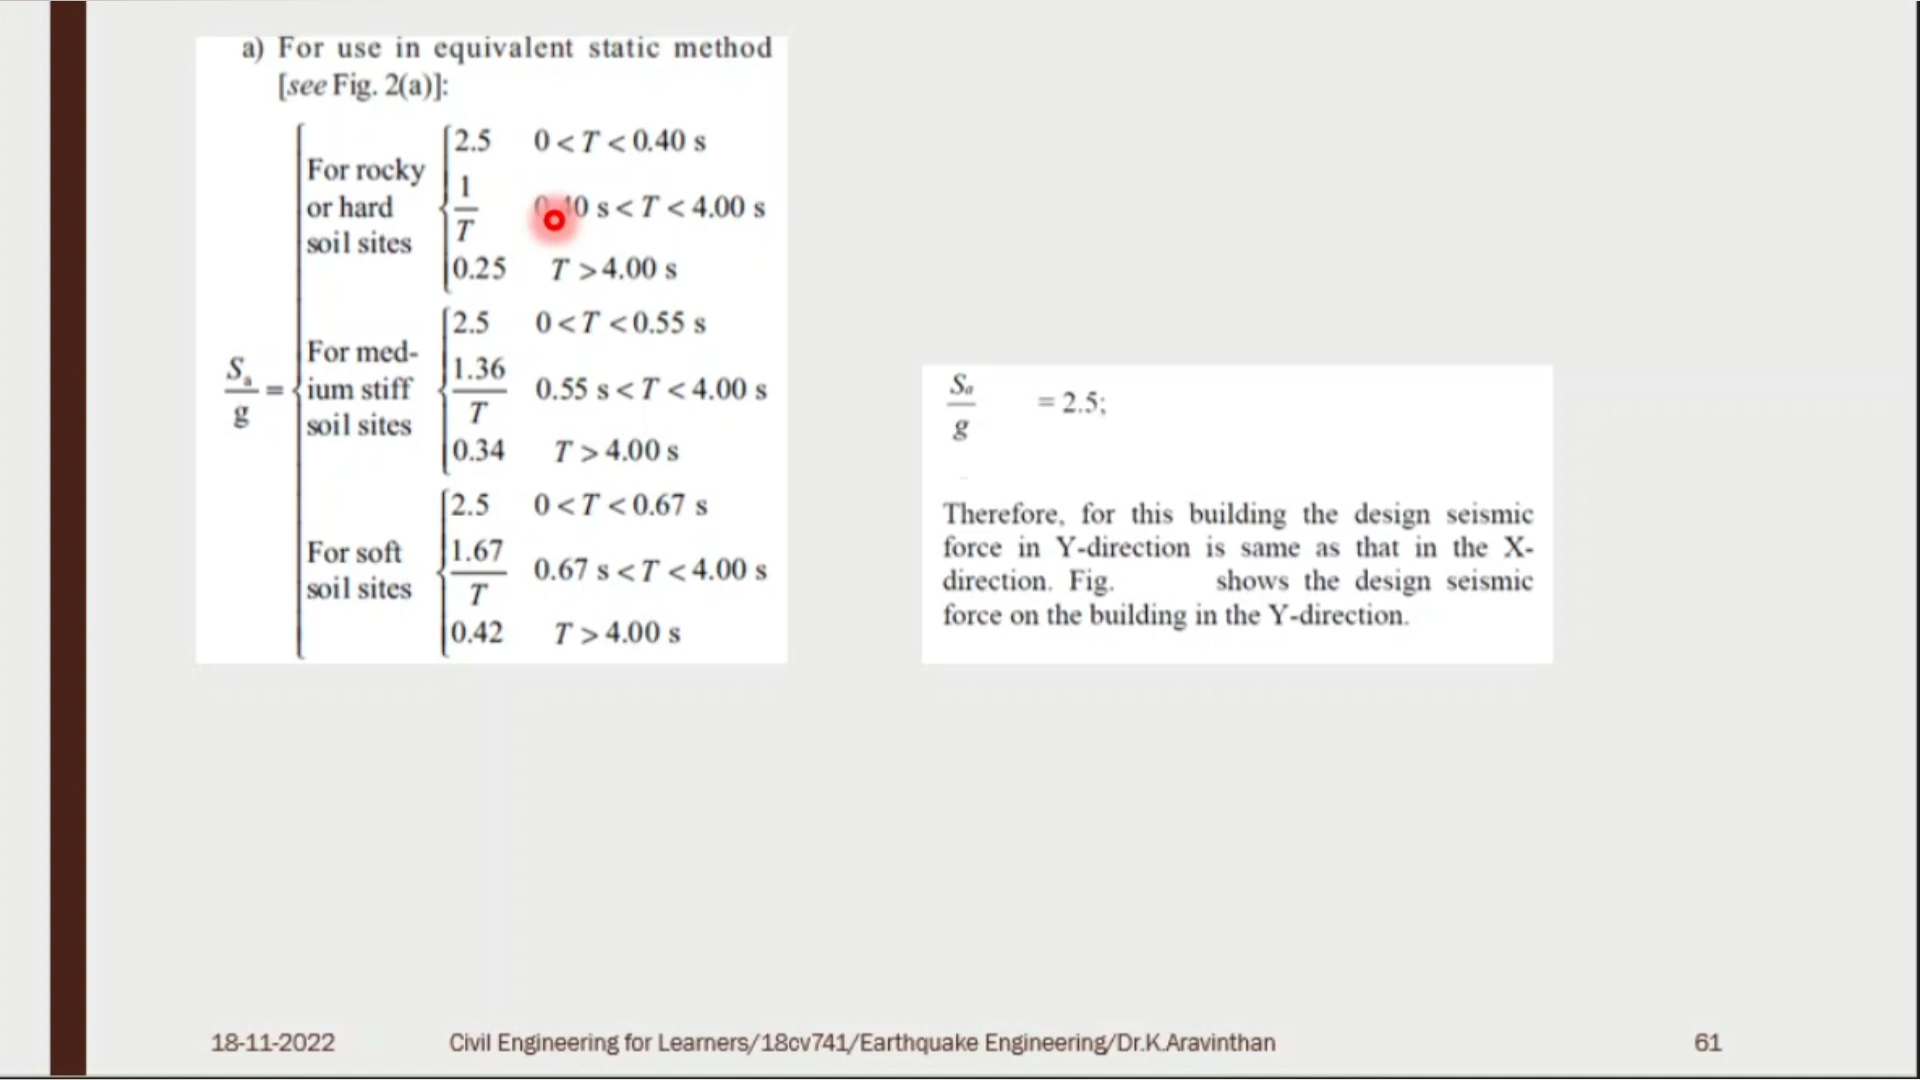 a) For use in equivalent static method
[see Fig. 2(a)]:
2.5 0 < T < 0.40 s
For rocky
or hard
soil sites
1
T
s < T < 4.00 s
0.25 T > 4.00 s
2.5 0 < T < 0.55 s
For med-
ium stiff
soil sites
1.36
T
0.55 s < T < 4.00 s
0.34 T > 4.00 s
Sa
g
=
2.5 0 < T < 0.67 s
For soft
soil sites
1.67
T
0.67 s < T < 4.00 s
0.42 T > 4.00 s
Sa
g
= 2.5;
Therefore, for this building the design seismic
force in Y-direction is same as that in the X-
direction. Fig. shows the design seismic
force on the building in the Y-direction.
18-11-2022
Civil Engineering for Learners/18cv741/Earthquake Engineering/Dr.K.Aravinthan
61